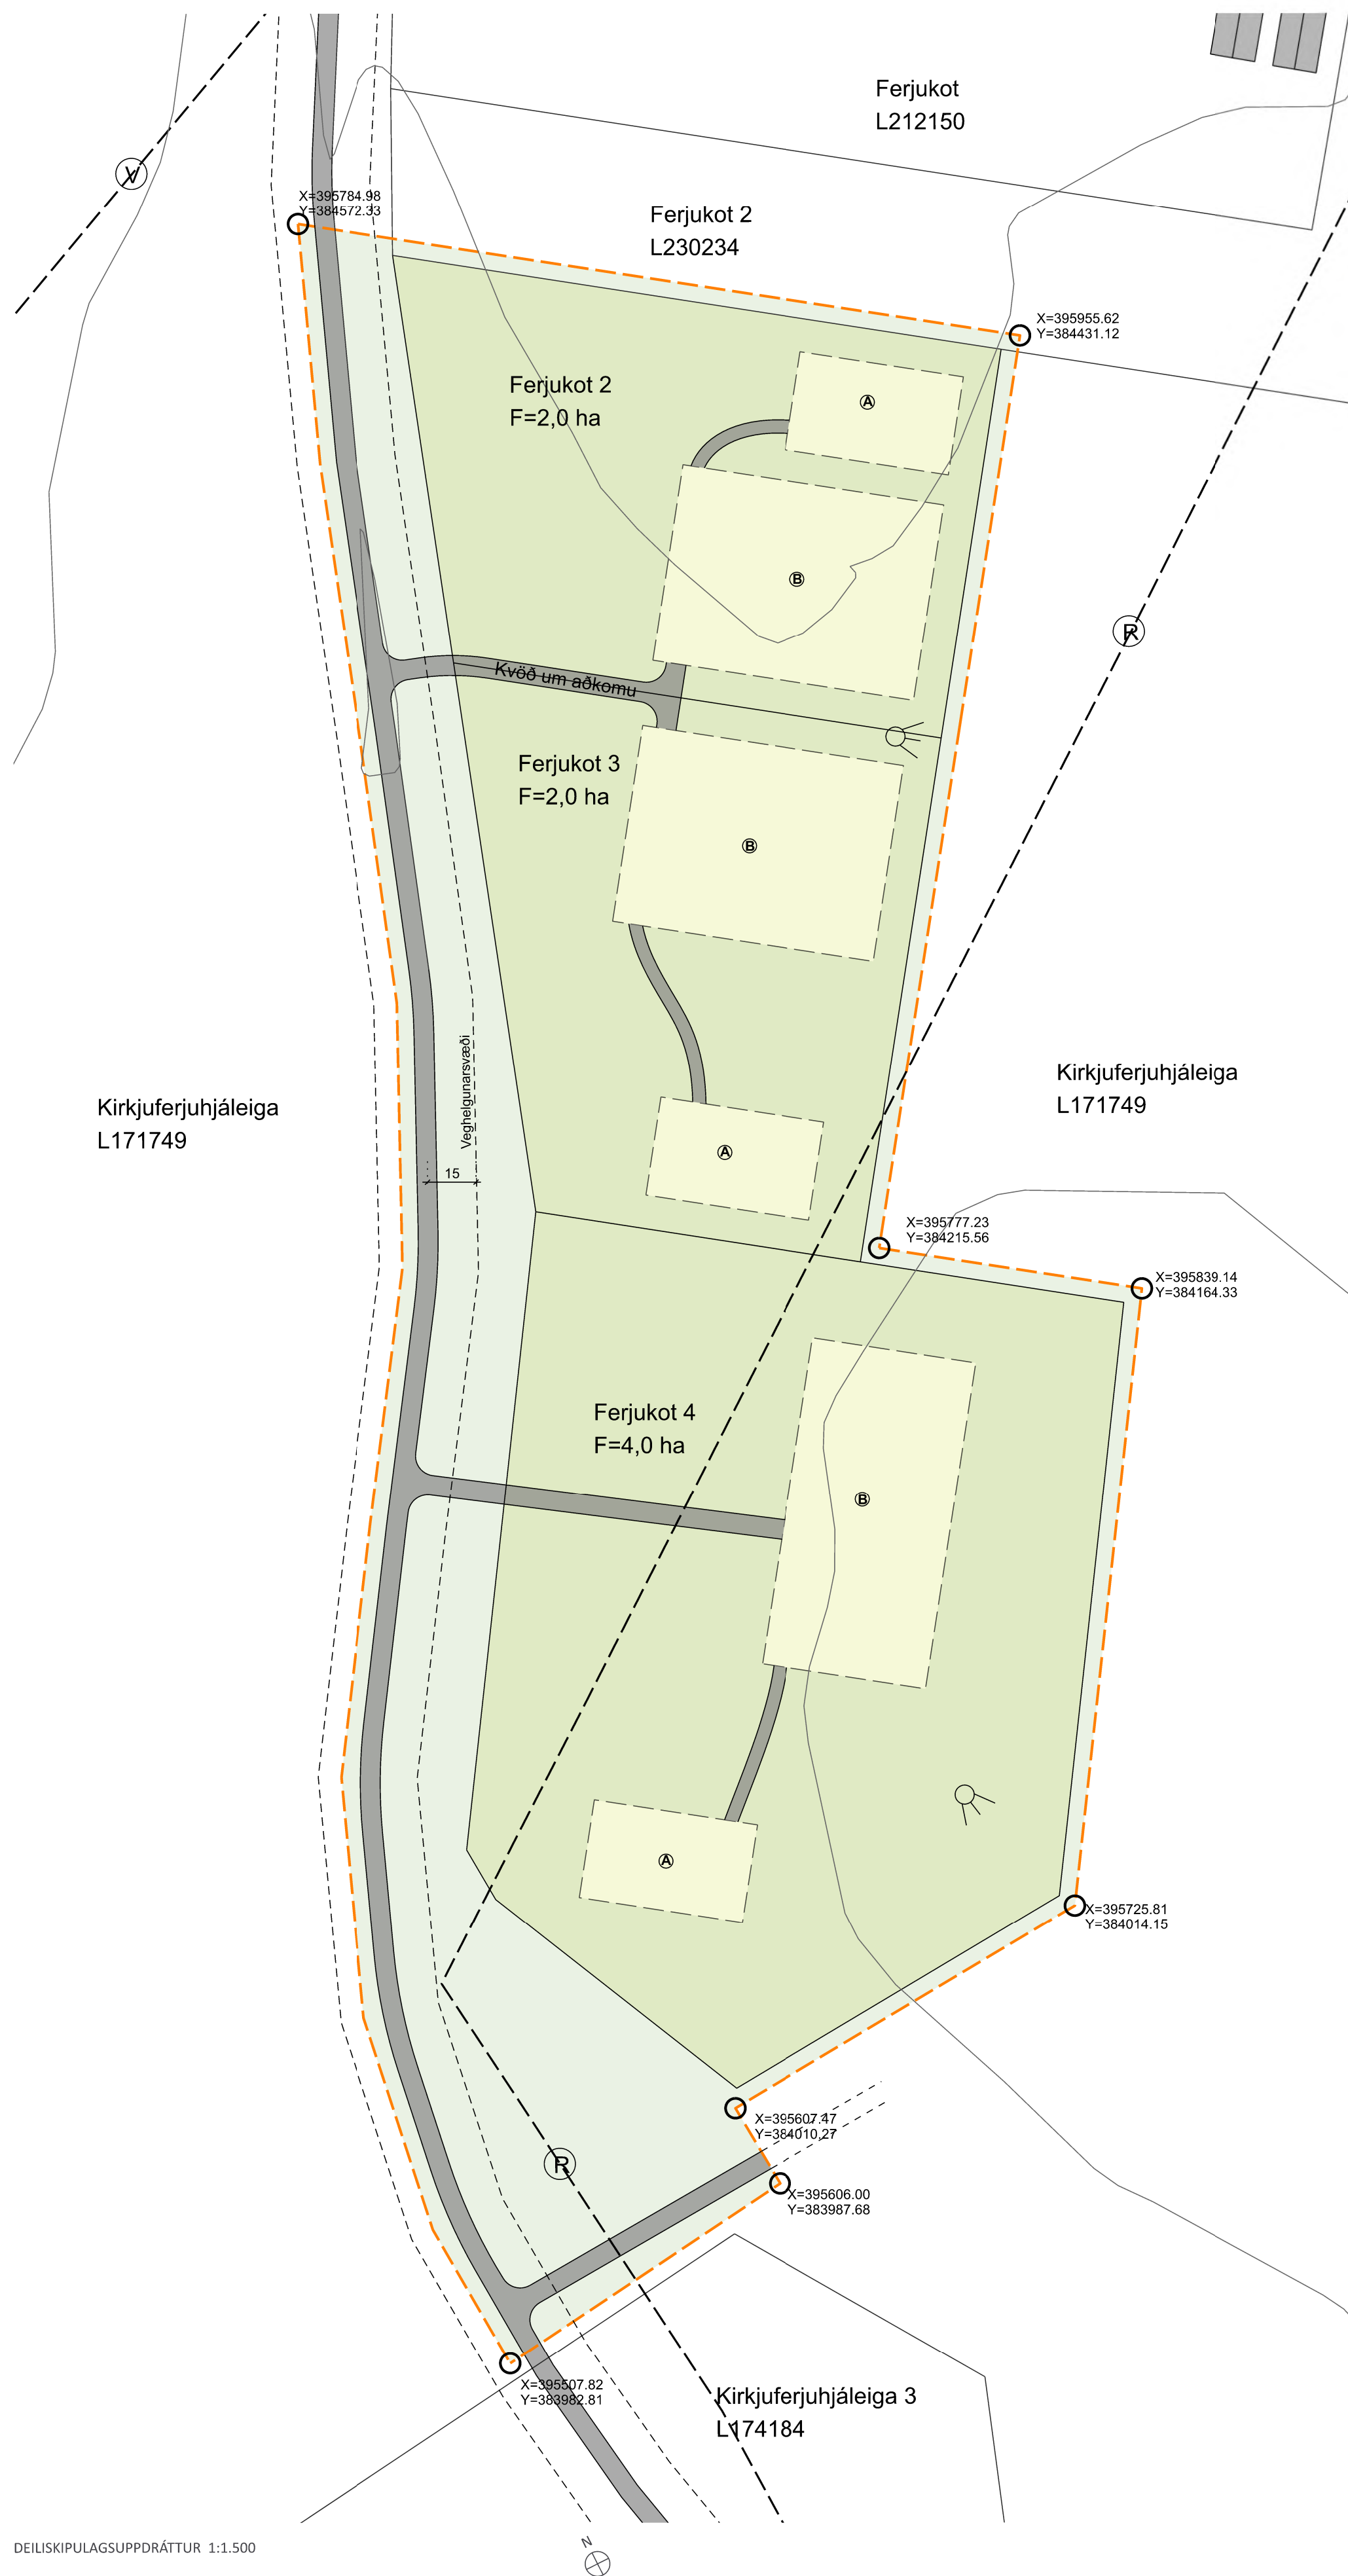 Ferjukot
L212150
V
X=395784.98
Y=384572.33
Ferjukot 2
L230234
X=395955.62
Y=384431.12
Ferjukot 2
F=2,0 ha
A
B
R
Kvöð um aðkomu
Ferjukot 3
F=2,0 ha
B
Veghelgunarsvæði
15
Kirkjuferjuhjáleiga
L171749
Kirkjuferjuhjáleiga
L171749
A
X=395777.23
Y=384215.56
X=395839.14
Y=384164.33
Ferjukot 4
F=4,0 ha
B
A
X=395725.81
Y=384014.15
X=395607.47
Y=384010.27
R
X=395606.00
Y=383987.68
X=395507.82
Y=383982.81
Kirkjuferjuhjáleiga 3
L174184
DEILISKIPULAGSUPPDRÁTTUR 1:1.500
N